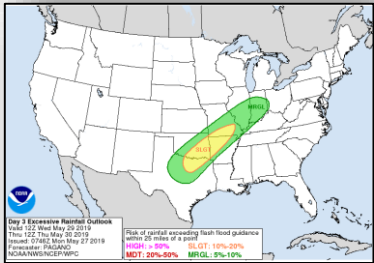 MRGL
SLGT
NOAA
Day 3 Excessive Rainfall Outlook
Valid 12Z Wed May 29 2019
Thru 12Z Thu May 30 2019
Issued: 0746Z Mon May 27 2019
Forecaster: PAGANO
NOAA/NWS/NCEP/WPC
Risk of rainfall exceeding flash flood guidance
within 25 miles of a point
HIGH: > 50% SLGT: 10%-20%
MDT: 20%-50% MRGL: 5%-10%